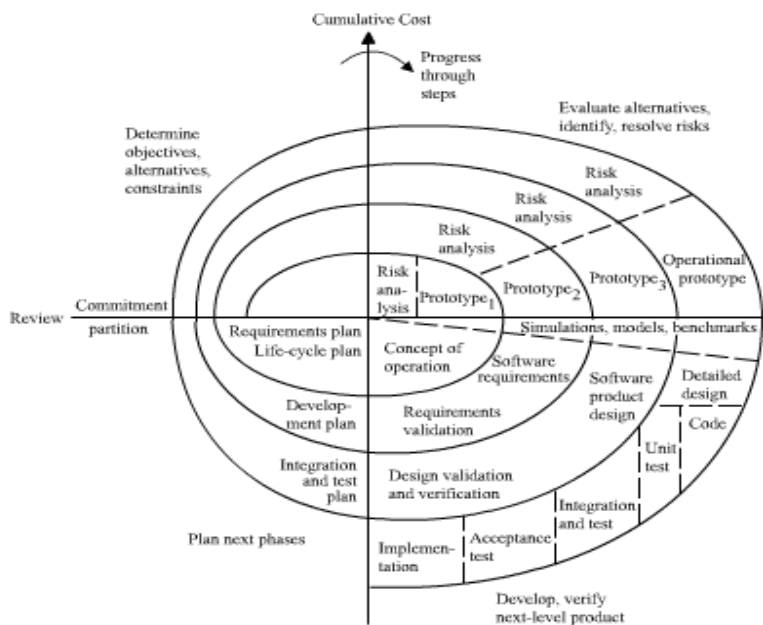 Cumulative Cost
Progress
through
steps
Evaluate alternatives,
identify, resolve risks
Determine
objectives,
alternatives,
constraints
Risk
analysis
Risk
analysis
Risk
analysis
Risk
ana-
lysis
Prototype1
Prototype2
Prototype3
Operational
prototype
Review
Commitment
partition
Simulations, models, benchmarks
Requirements plan
Life-cycle plan
Concept of
operation
Software
requirements
Software
product
design
Detailed
design
Code
Unit
test
Develop-
ment plan
Requirements
validation
Integration
and test
plan
Design validation
and verification
Integration
and test
Acceptance
test
Implemen-
tation
Plan next phases
Develop, verify
next-level product